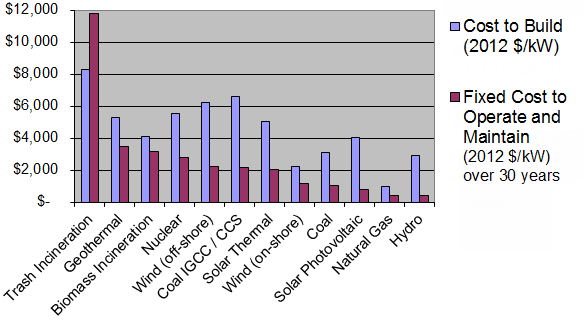 $12,000
$10,000
$8,000
$6,000
$4,000
$2,000
$-
Trash Incineration
Geothermal
Biomass Incineration
Nuclear
Wind (off-shore)
Coal IGCC / CCS
Solar Thermal
Wind (on-shore)
Coal
Solar Photovoltaic
Natural Gas
Hydro
Cost to Build
(2012 $/kW)
Fixed Cost to
Operate and
Maintain
(2012 $/kW)
over 30 years